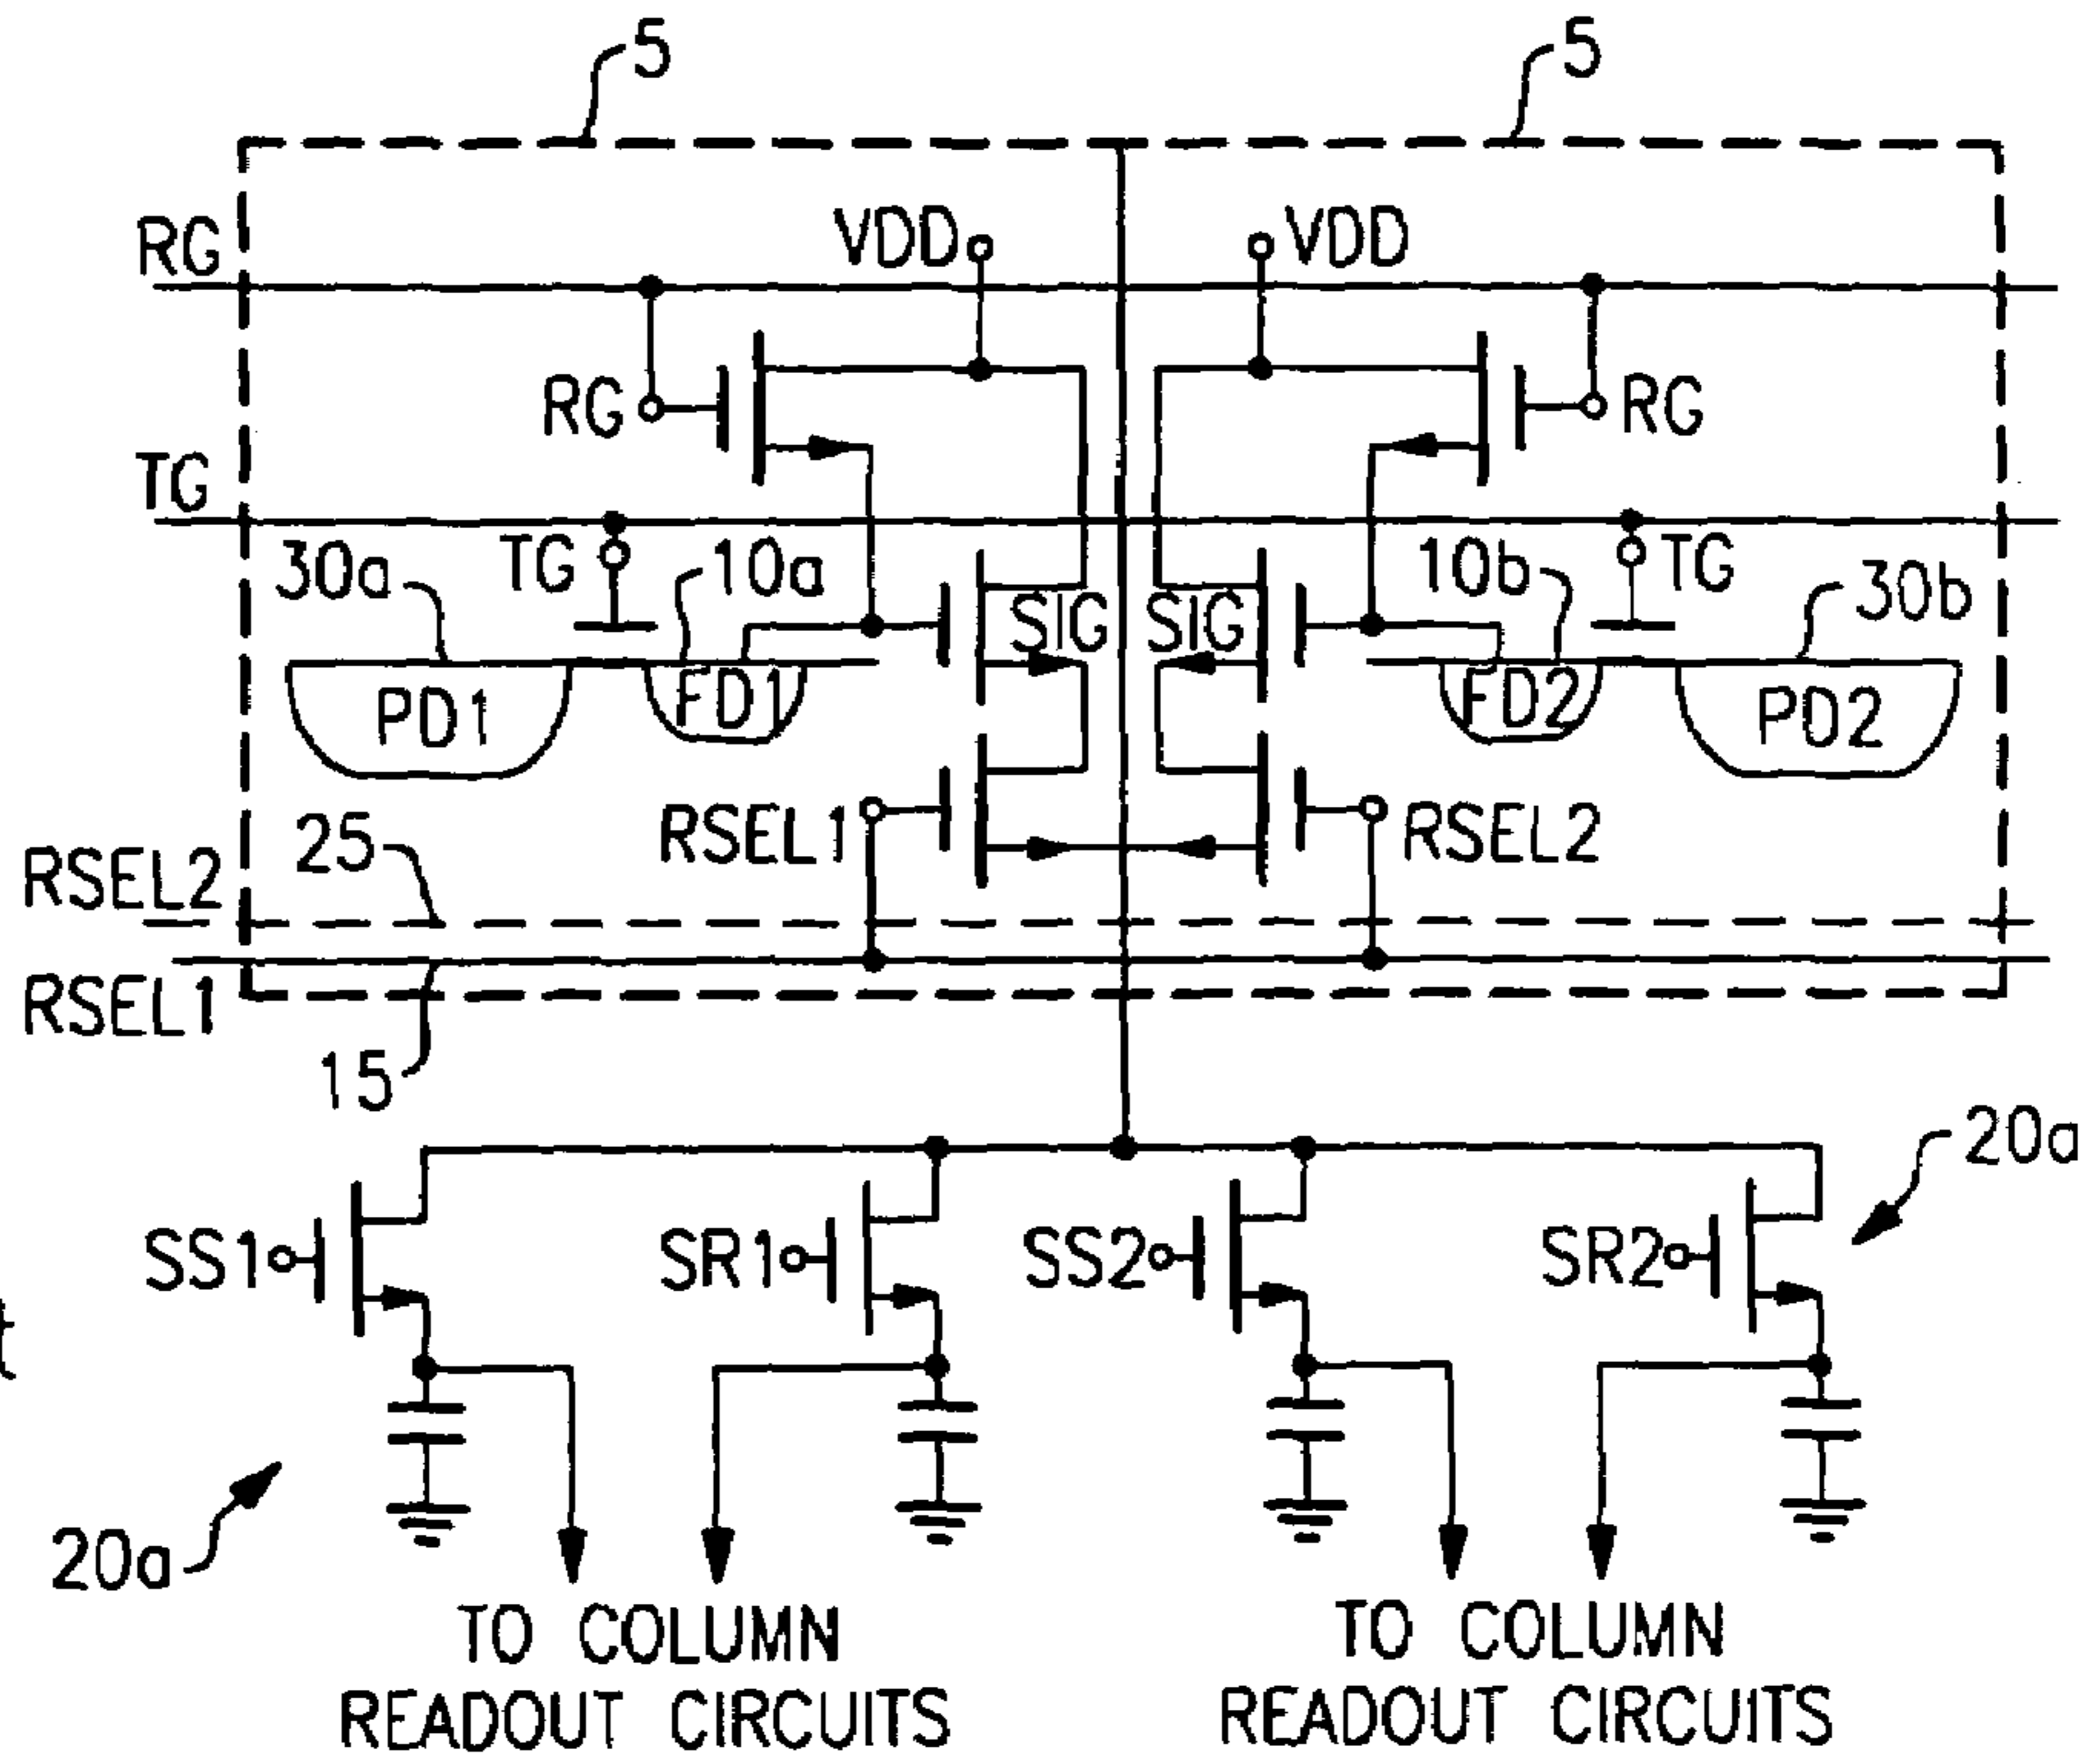 5 5
VDD VDD
RG
RG RG
TG
30a TG 10a 10b TG 30b
SIG SIG
PD1 FD1 FD2 PD2
25 RSEL1 RSEL2
RSEL2
RSEL1
15
20a
SS1 SR1 SS2 SR2
20a
TO COLUMN
READOUT CIRCUITS
TO COLUMN
READOUT CIRCUITS